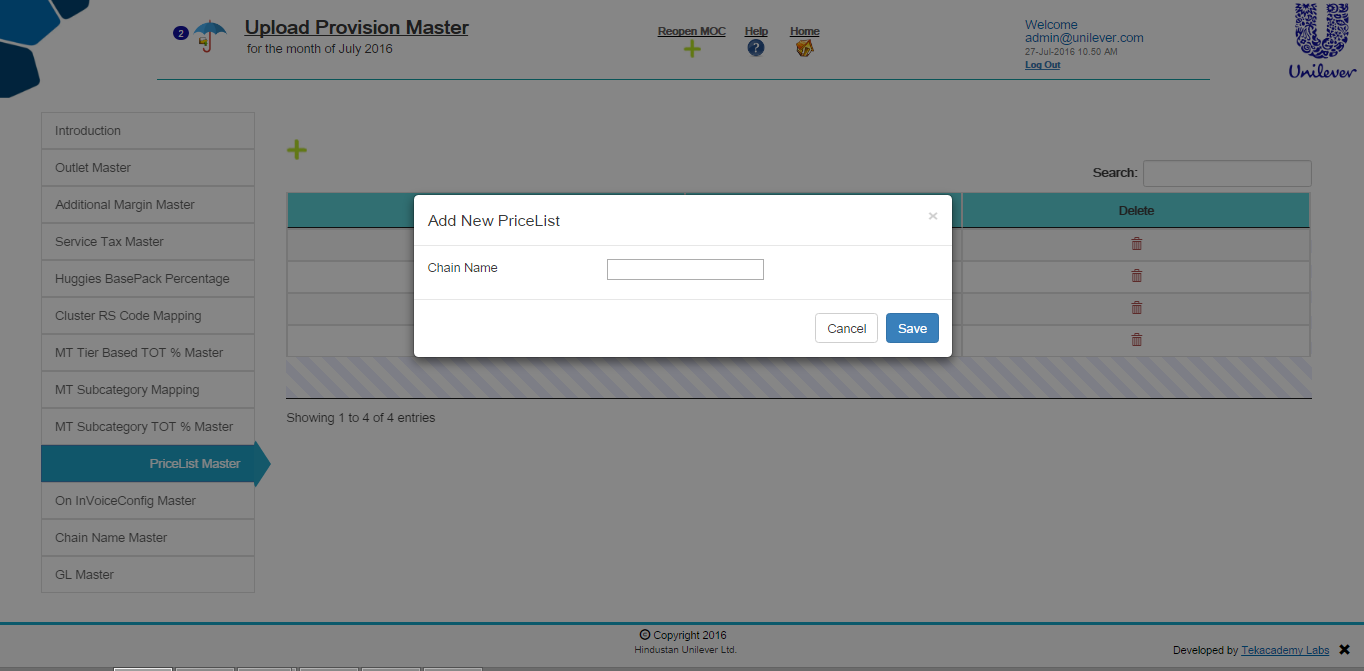 2
Upload Provision Master
for the month of July 2016
Reopen MOC
Help
?
Home
Welcome
admin@unilever.com
27-Jul-2016 10.50 AM
Log Out
Unilever
Introduction
Outlet Master
Additional Margin Master
Service Tax Master
Huggies BasePack Percentage
Cluster RS Code Mapping
MT Tier Based TOT % Master
MT Subcategory Mapping
MT Subcategory TOT % Master
PriceList Master
On InVoiceConfig Master
Chain Name Master
GL Master
Search:
Delete
Add New PriceList
×
Chain Name
Cancel
Save
Showing 1 to 4 of 4 entries
© Copyright 2016
Hindustan Unilever Ltd.
Developed by Tekacademy Labs